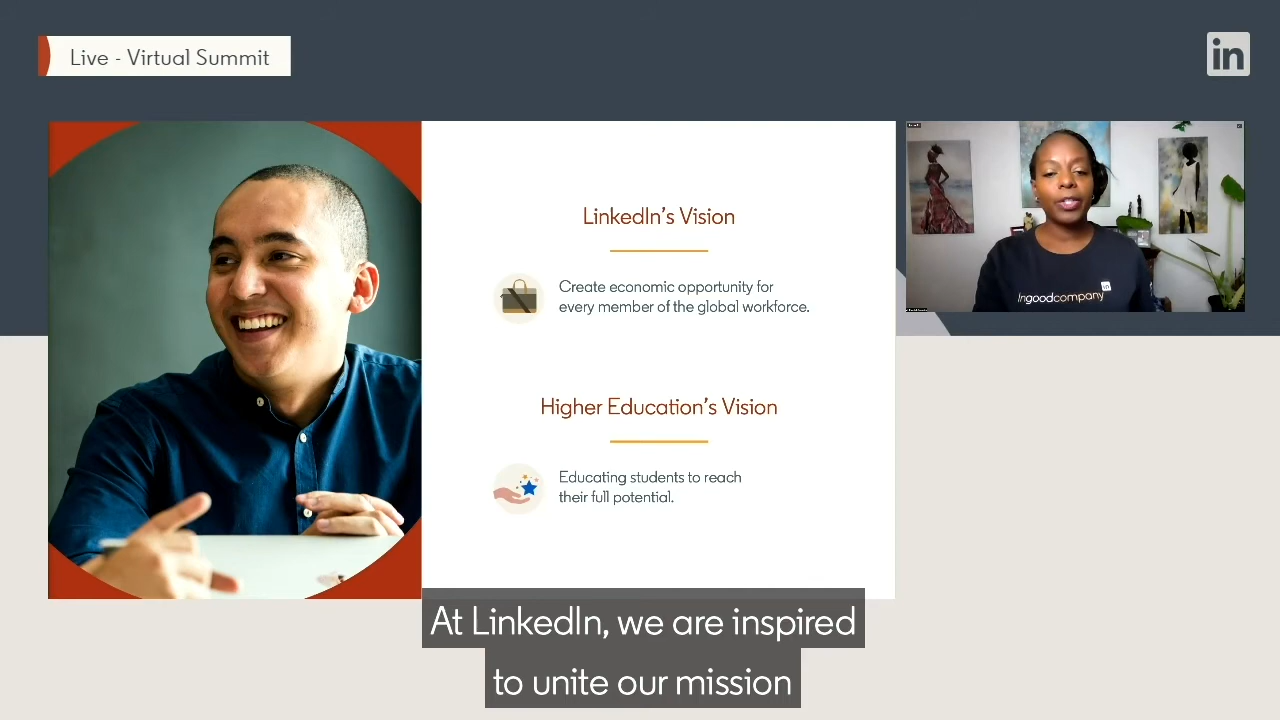 Live - Virtual Summit
in
LinkedIn's Vision
Create economic opportunity for
every member of the global workforce.
Higher Education's Vision
Educating students to reach
their full potential.
Ingoodcompany
in
At LinkedIn, we are inspired
to unite our mission